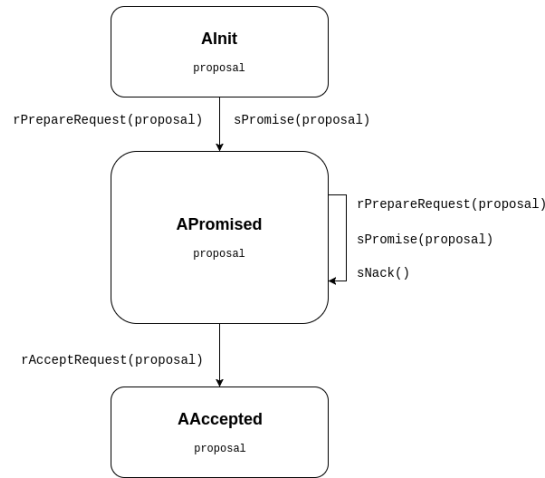 AInit
proposal
rPrepareRequest(proposal) sPromise(proposal)
APromised
proposal
rPrepareRequest(proposal)
sPromise(proposal)
sNack()
rAcceptRequest(proposal)
AAccepted
proposal